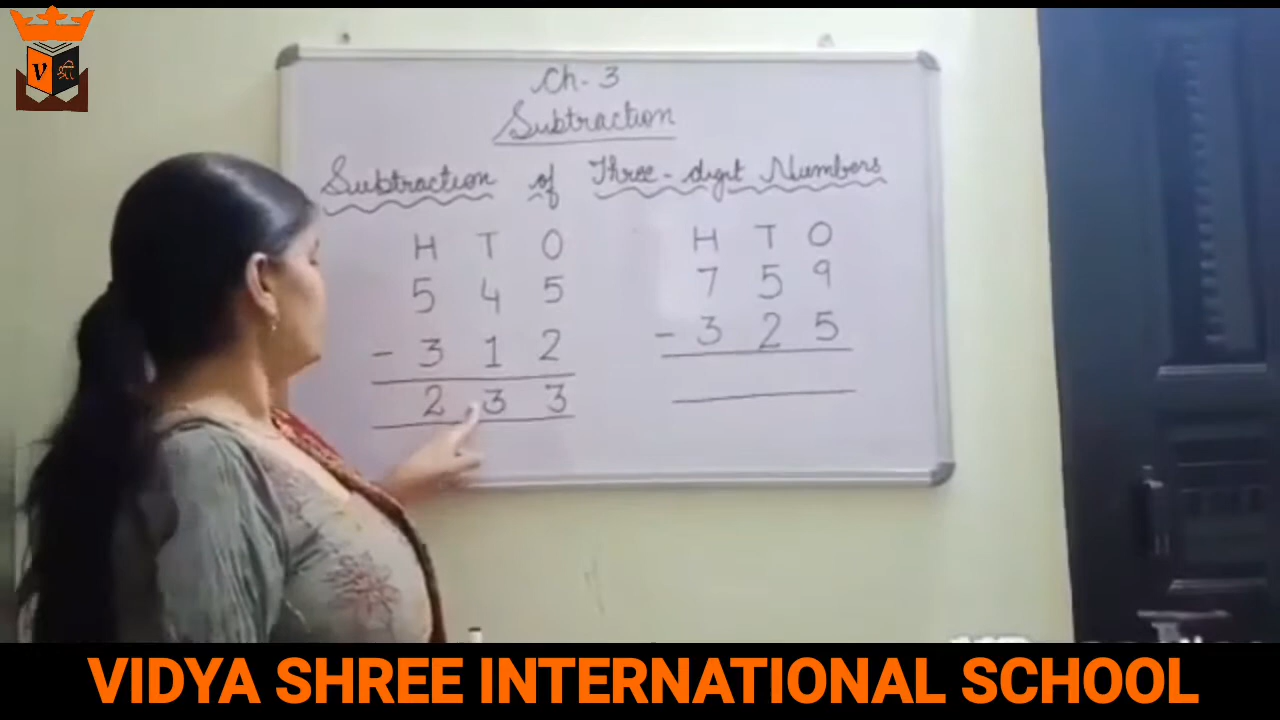 V श्री
Ch- 3
Subtraction
Subtraction of Three-digit Numbers
H T O
5 4 5
- 3 1 2
2 3 3
H T O
7 5 9
- 3 2 5
VIDYA SHREE INTERNATIONAL SCHOOL